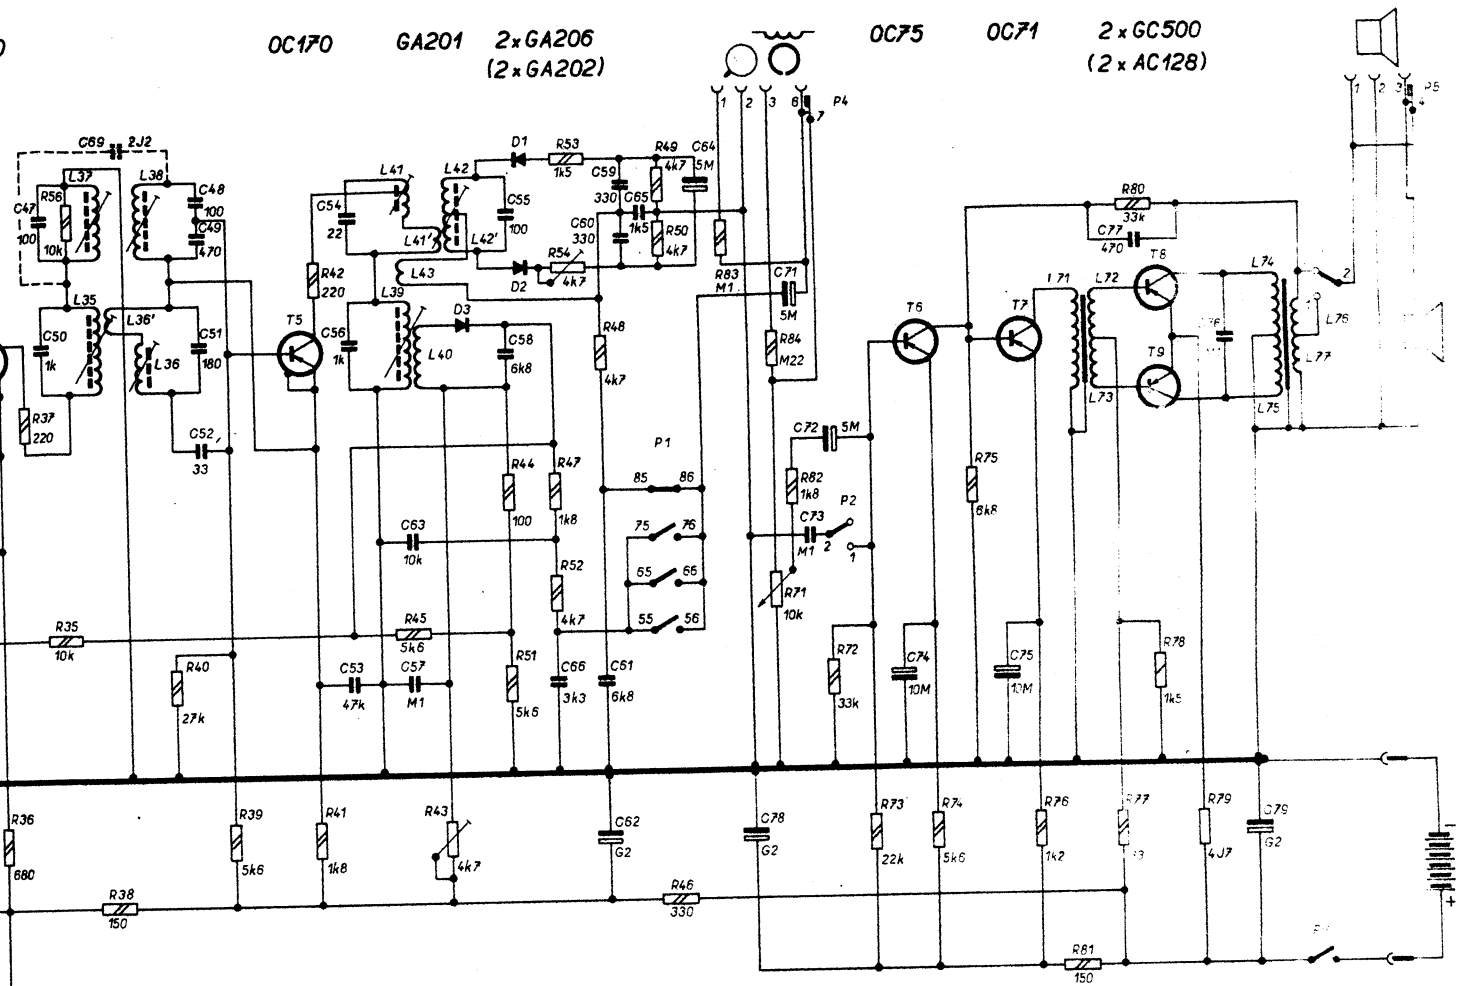 OC170 GA201 2xGA206 OC75 OC71 2xGC500
(2xGA202) (2xAC128)
1 2 3 6 7 P4
1 2 3 4 P5
C69 2J2
D1 R53 1k5
R49 4k7 C64 5M
L37 L38 L41 L42
R56 10k C47 100 C48 100 C49 470
C54 22 C55 100
C59 330 C65 1k5 C60 330 R50 4k7
R80 33k C77 470
L41' L42' L43
R54 4k7 D2
R42 220
R83 M1 C71 5M
T8 L74 L71 L72 2
L35 L36' L36 C50 1k C51 180
T5 C56 1k L39 L40 D3 C58 6k8
R48 4k7
R84 M22
T6 T7 T9 L73 L75 1 L76 L77
R37 220
C52 33
C72 5M
P1
R44 100 R47 1k8
85 86
R82 1k8 P2
R75 6k8
C63 10k
75 76
C73 M1 2 1
R52 4k7
65 66
R71 10k
55 56
R35 10k
R45 5k6
R40 27k
C53 47k C57 M1
R51 5k6
C66 3k3 C61 6k8
R72 33k
C74 10M C75 10M
R78 1k5
R36 680
R39 5k6
R41 1k8
R43 4k7
C62 G2
C78 G2
R73 22k
R74 5k6
R76 1k2
R77
R79 4J7
C79 G2
-
+
R38 150
R46 330
R81 150